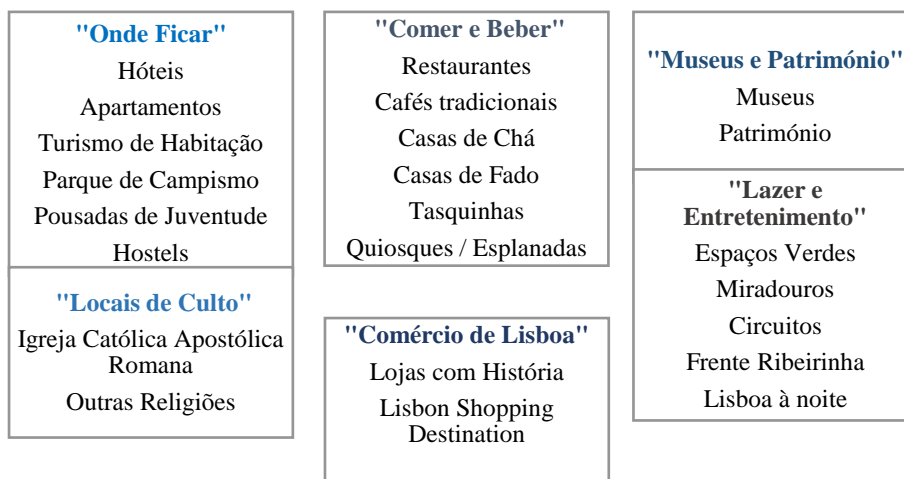 "Onde Ficar"
Hóteis
Apartamentos
Turismo de Habitação
Parque de Campismo
Pousadas de Juventude
Hostels
"Locais de Culto"
Igreja Católica Apostólica
Romana
Outras Religiões
"Comer e Beber"
Restaurantes
Cafés tradicionais
Casas de Chá
Casas de Fado
Tasquinhas
Quiosques / Esplanadas
"Comércio de Lisboa"
Lojas com História
Lisbon Shopping
Destination
"Museus e Património"
Museus
Património
"Lazer e
Entretenimento"
Espaços Verdes
Miradouros
Circuitos
Frente Ribeirinha
Lisboa à noite